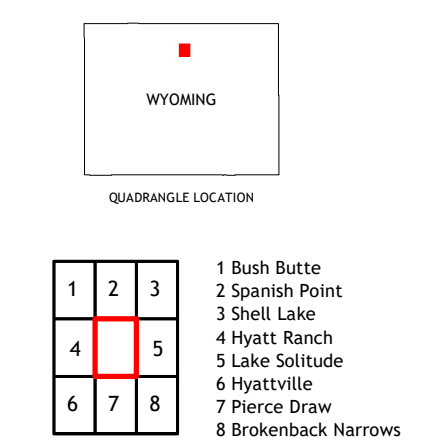 WYOMING
QUADRANGLE LOCATION
1 2 3
4 5
6 7 8
1 Bush Butte
2 Spanish Point
3 Shell Lake
4 Hyatt Ranch
5 Lake Solitude
6 Hyattville
7 Pierce Draw
8 Brokenback Narrows